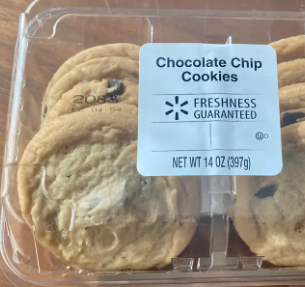 Chocolate Chip
Cookies
FRESHNESS
GUARANTEED
NET WT 14 OZ (397g)